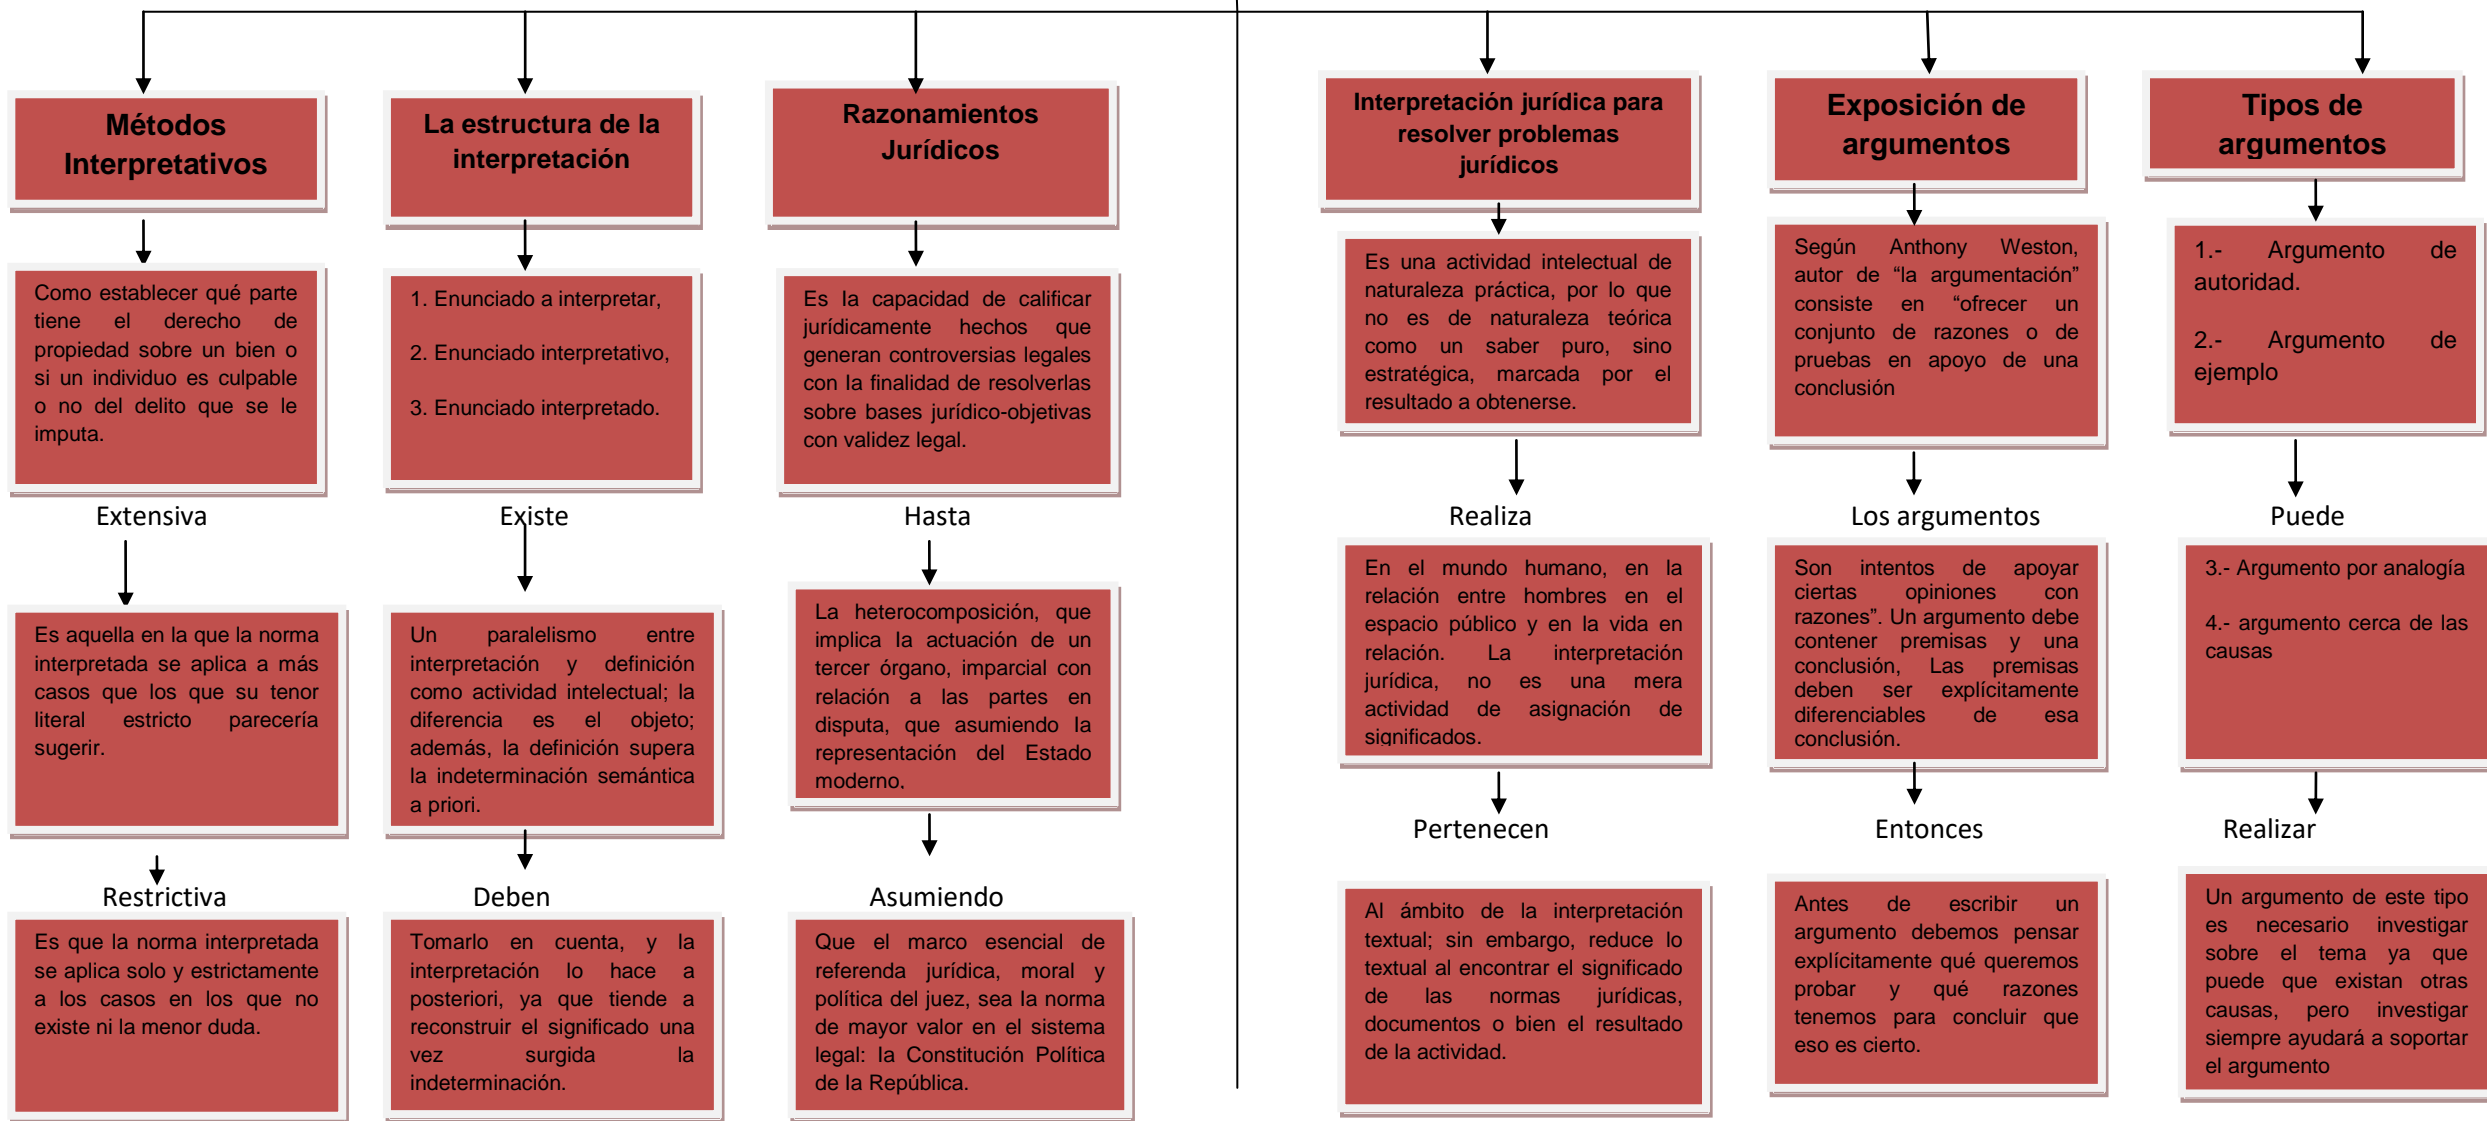 Métodos
Interpretativos
Como establecer qué parte
tiene el derecho de
propiedad sobre un bien o
si un individuo es culpable
o no del delito que se le
imputa.
Extensiva
Es aquella en la que la norma
interpretada se aplica a más
casos que los que su tenor
literal estricto parecería
sugerir.
Restrictiva
Es que la norma interpretada
se aplica solo y estrictamente
a los casos en los que no
existe ni la menor duda.
La estructura de la
interpretación
1. Enunciado a interpretar,
2. Enunciado interpretativo,
3. Enunciado interpretado.
Existe
Un paralelismo entre
interpretación y definición
como actividad intelectual; la
diferencia es el objeto;
además, la definición supera
la indeterminación semántica
a priori.
Deben
Tomarlo en cuenta, y la
interpretación lo hace a
posteriori, ya que tiende a
reconstruir el significado una
vez surgida la
indeterminación.
Razonamientos
Jurídicos
Es la capacidad de calificar
jurídicamente hechos que
generan controversias legales
con la finalidad de resolverlas
sobre bases jurídico-objetivas
con validez legal.
Hasta
La heterocomposición, que
implica la actuación de un
tercer órgano, imparcial con
relación a las partes en
disputa, que asumiendo la
representación del Estado
moderno.
Asumiendo
Que el marco esencial de
referenda jurídica, moral y
política del juez, sea la norma
de mayor valor en el sistema
legal: la Constitución Política
de la República.
Interpretación jurídica para
resolver problemas
jurídicos
Es una actividad intelectual de
naturaleza práctica, por lo que
no es de naturaleza teórica
como un saber puro, sino
estratégica, marcada por el
resultado a obtenerse.
Realiza
En el mundo humano, en la
relación entre hombres en el
espacio público y en la vida en
relación. La interpretación
jurídica, no es una mera
actividad de asignación de
significados.
Pertenecen
Al ámbito de la interpretación
textual; sin embargo, reduce lo
textual al encontrar el significado
de las normas jurídicas,
documentos o bien el resultado
de la actividad.
Exposición de
argumentos
Según Anthony Weston,
autor de “la argumentación”
consiste en “ofrecer un
conjunto de razones o de
pruebas en apoyo de una
conclusión
Los argumentos
Son intentos de apoyar
ciertas opiniones con
razones”. Un argumento debe
contener premisas y una
conclusión, Las premisas
deben ser explícitamente
diferenciables de esa
conclusión.
Entonces
Antes de escribir un
argumento debemos pensar
explícitamente qué queremos
probar y qué razones
tenemos para concluir que
eso es cierto.
Tipos de
argumentos
1.- Argumento de
autoridad.
2.- Argumento de
ejemplo
Puede
3.- Argumento por analogía
4.- argumento cerca de las
causas
Realizar
Un argumento de este tipo
es necesario investigar
sobre el tema ya que
puede que existan otras
causas, pero investigar
siempre ayudará a soportar
el argumento